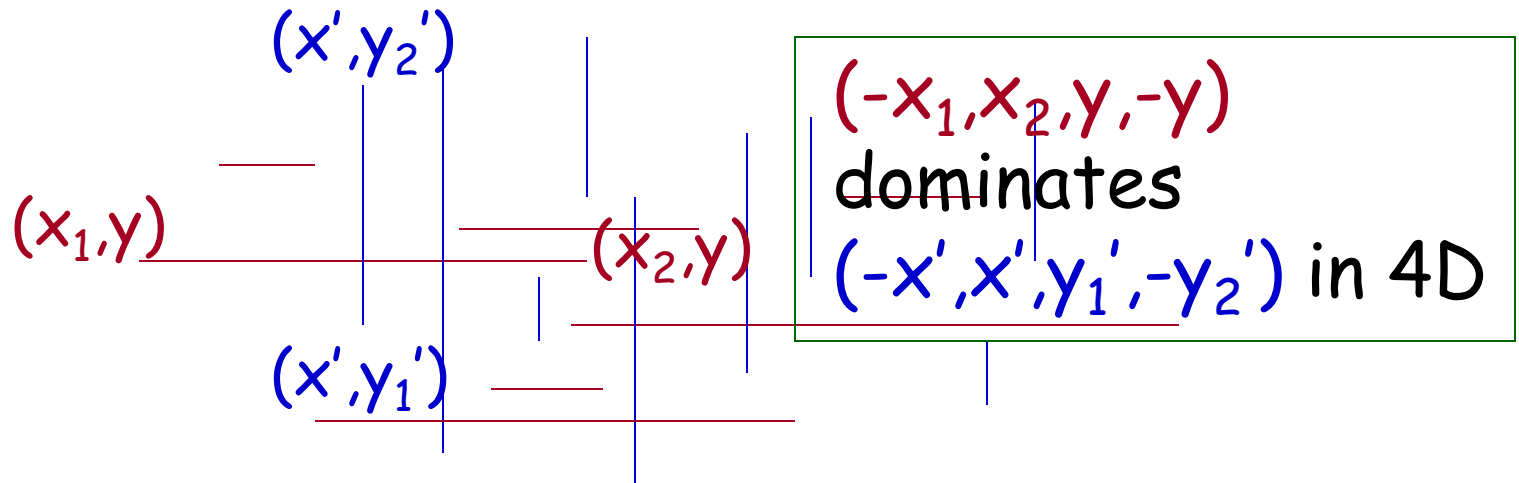 (x',y₂')
(x₁,y)
(x₂,y)
(x',y₁')
(-x₁,x₂,y,-y)
dominates
(-x',x',y₁',-y₂') in 4D